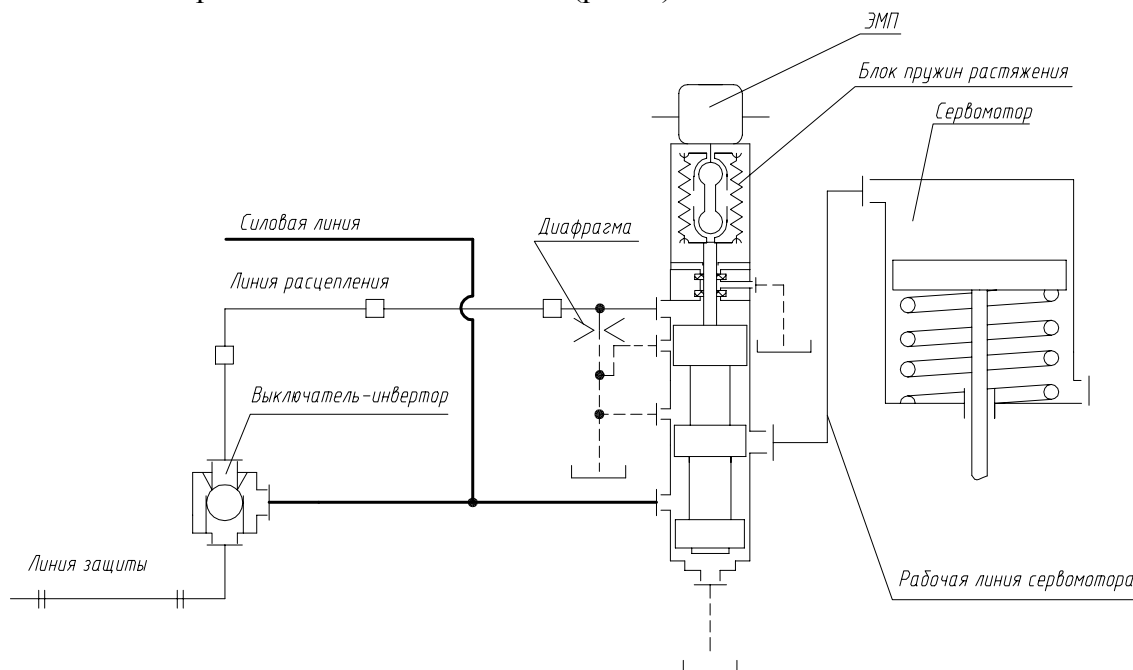 ЭМП
Блок пружин растяжения
Сервомотор
Силовая линия
Диафрагма
Линия расцепления
Выключатель-инвертор
Линия защиты
Рабочая линия сервомотора